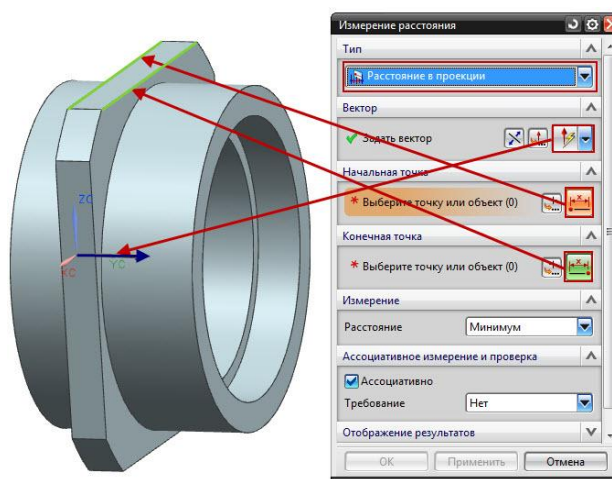 Измерение расстояния
Тип
Расстояние в проекции
Вектор
Задать вектор
Начальная точка
* Выберите точку или объект (0)
Конечная точка
* Выберите точку или объект (0)
Измерение
Расстояние Минимум
Ассоциативное измерение и проверка
Ассоциативно
Требование Нет
Отображение результатов
ОК Применить Отмена
ZC
XC
YC